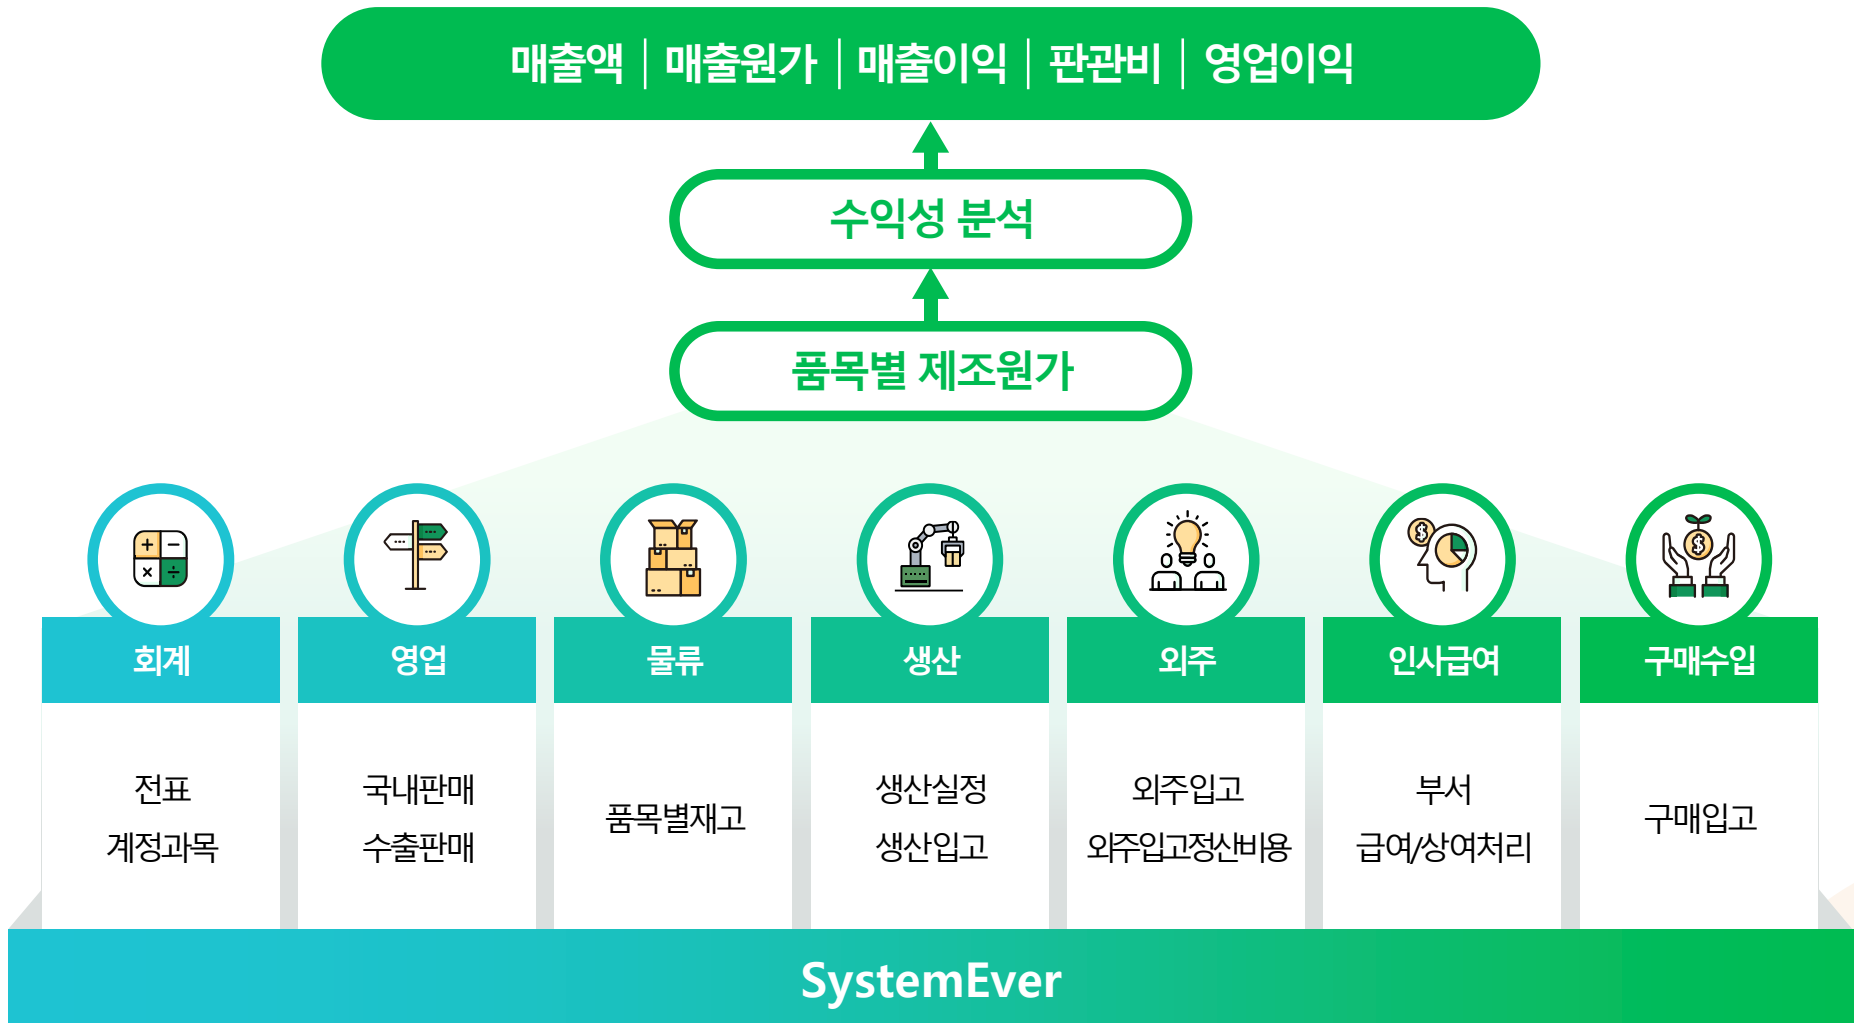 매출액 | 매출원가 | 매출이익 | 판관비 | 영업이익
수익성 분석
품목별 제조원가
회계
전표
계정과목
영업
국내판매
수출판매
물류
품목별재고
생산
생산실정
생산입고
외주
외주입고
외주입고정산비용
인사급여
부서
급여/상여처리
구매수입
구매입고
SystemEver